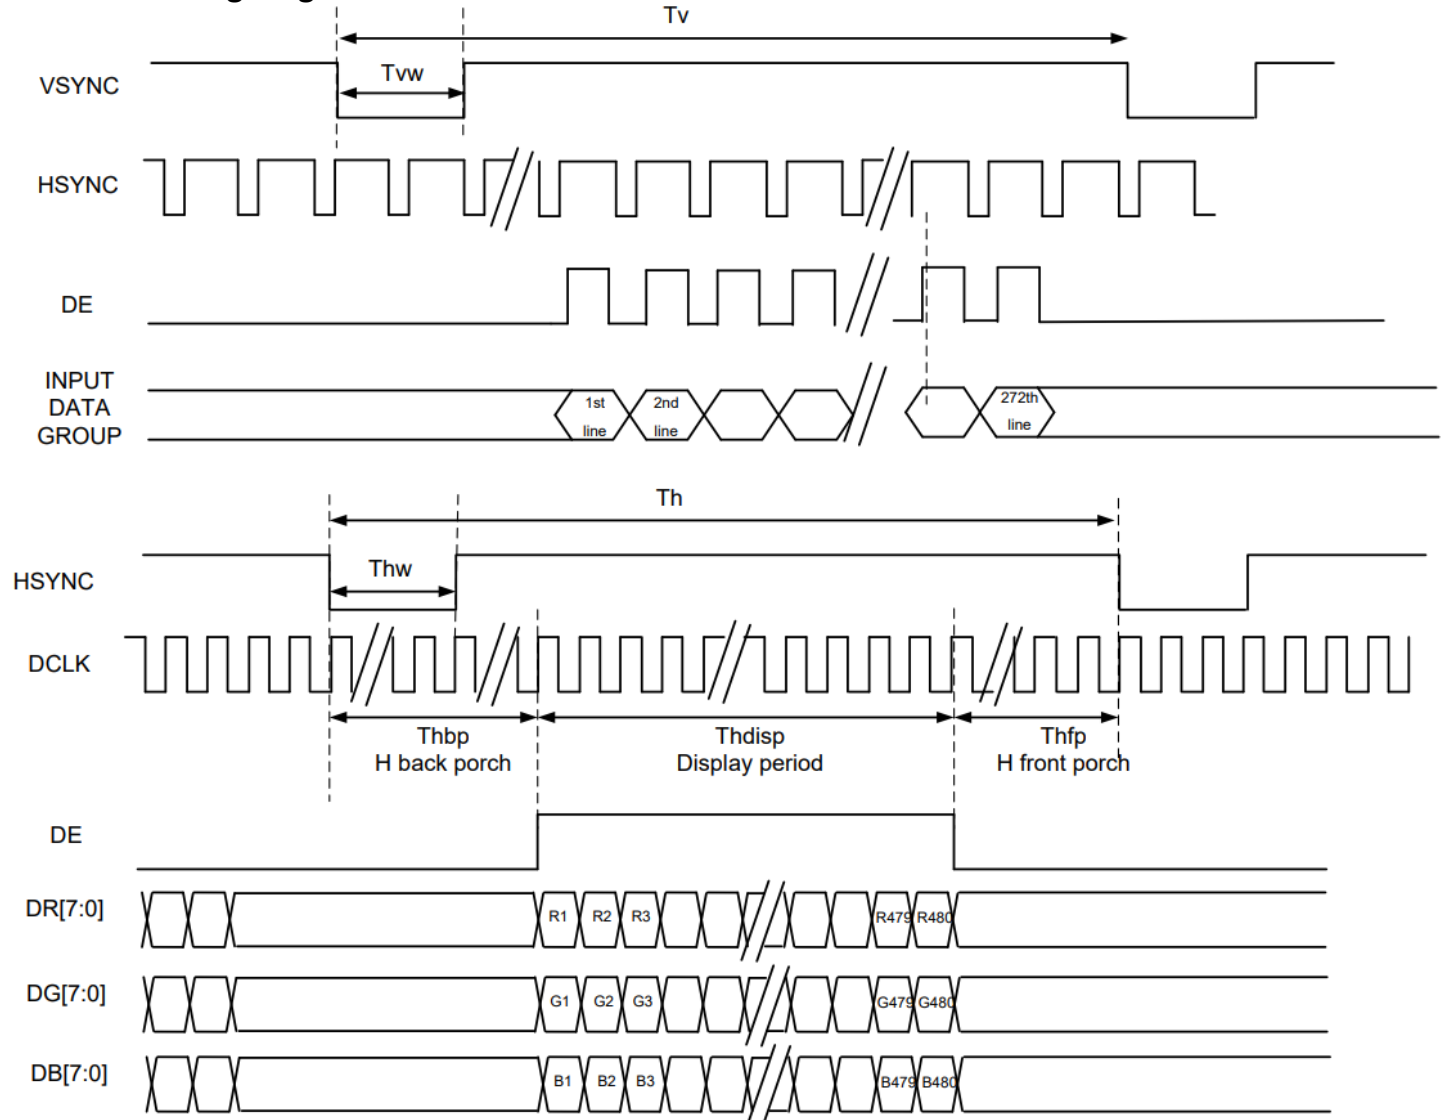 Tv
VSYNC
Tvw
HSYNC
DE
INPUT
DATA
GROUP
1st
line
2nd
line
272th
line
Th
HSYNC
Thw
DCLK
Thbp
H back porch
Thdisp
Display period
Thfp
H front porch
DE
DR[7:0]
R1 R2 R3 R479 R480
DG[7:0]
G1 G2 G3 G479 G480
DB[7:0]
B1 B2 B3 B479 B480